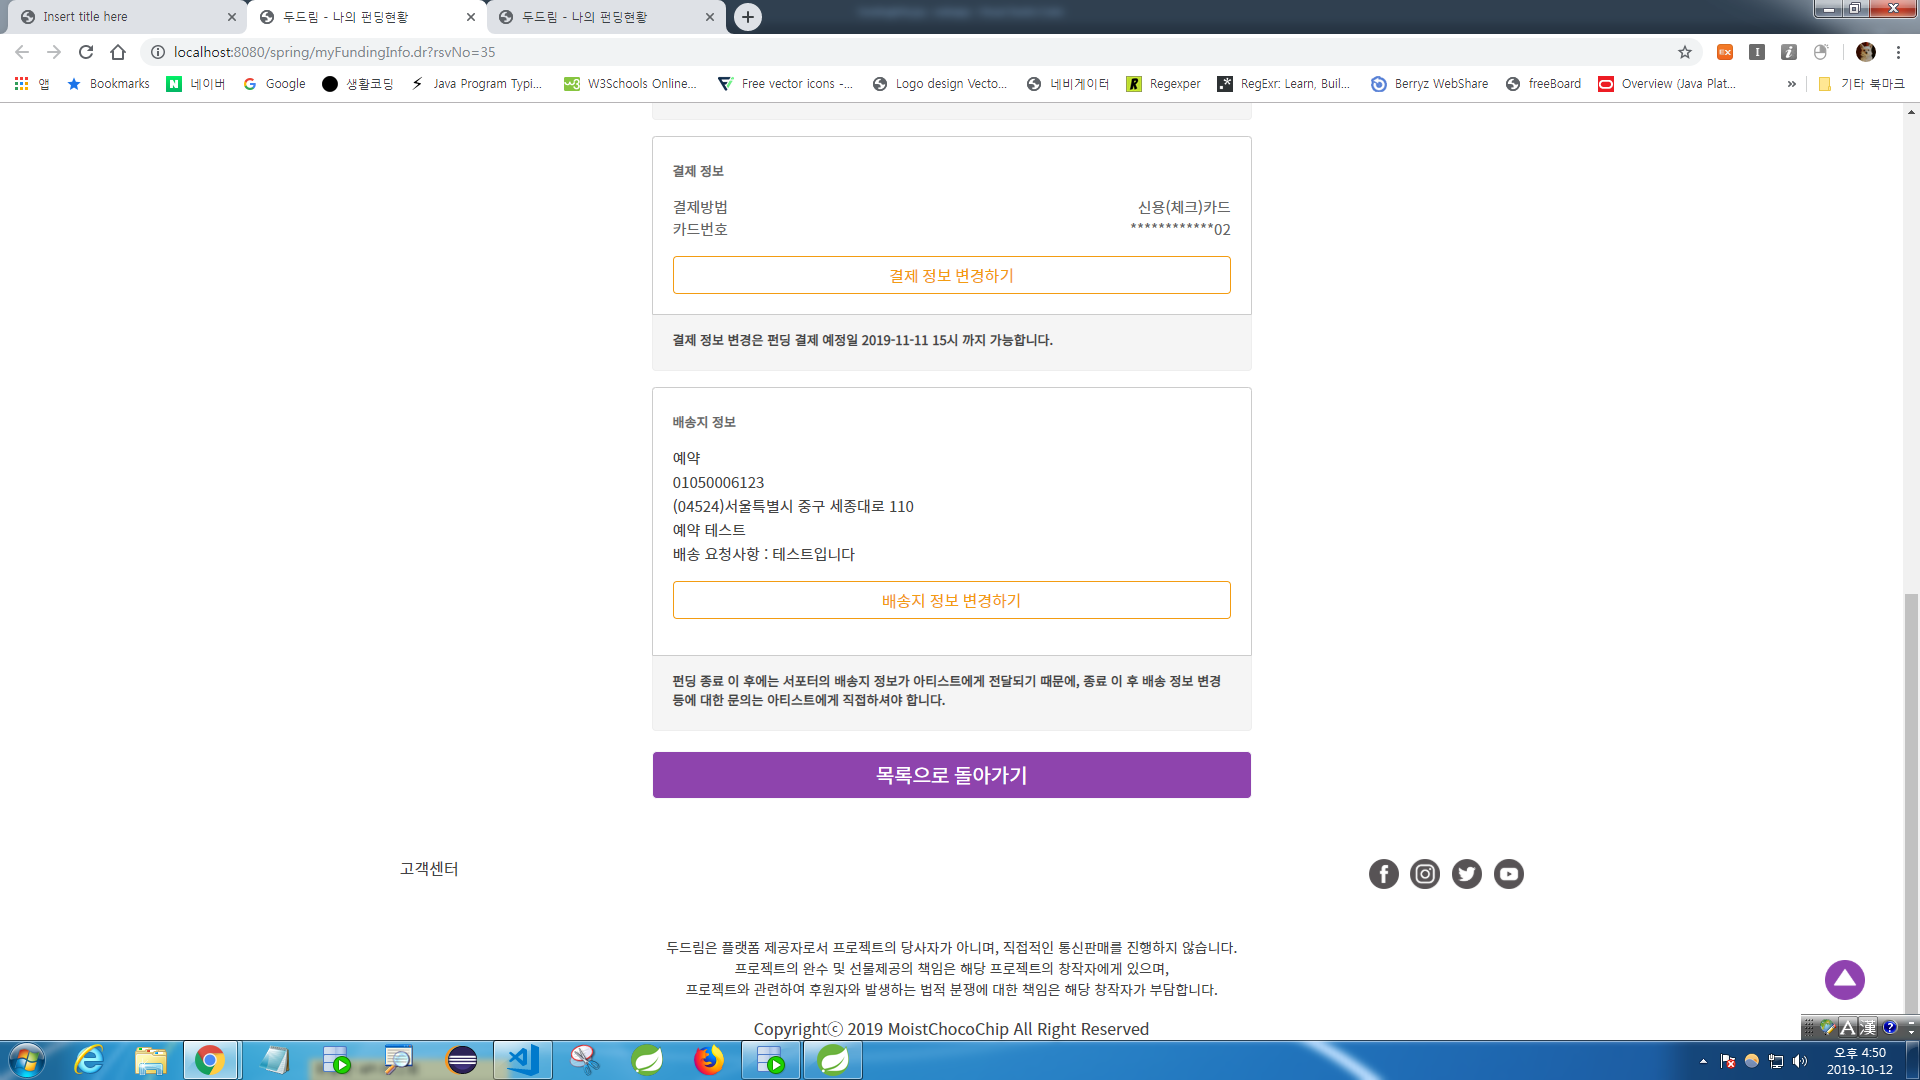 Insert title here
두드림 - 나의 펀딩현황
두드림 - 나의 펀딩현황
localhost:8080/spring/myFundingInfo.dr?rsvNo=35
앱
Bookmarks
네이버
Google
생활코딩
Java Program Typi...
W3Schools Online...
Free vector icons -...
Logo design Vecto...
네비게이터
Regexper
RegExr: Learn, Buil...
Berryz WebShare
freeBoard
Overview (Java Plat...
»
기타 북마크
결제 정보
결제방법 신용(체크)카드
카드번호 ************02
결제 정보 변경하기
결제 정보 변경은 펀딩 결제 예정일 2019-11-11 15시 까지 가능합니다.
배송지 정보
예약
01050006123
(04524)서울특별시 중구 세종대로 110
예약 테스트
배송 요청사항 : 테스트입니다
배송지 정보 변경하기
펀딩 종료 이 후에는 서포터의 배송지 정보가 아티스트에게 전달되기 때문에, 종료 이 후 배송 정보 변경
등에 대한 문의는 아티스트에게 직접하셔야 합니다.
목록으로 돌아가기
고객센터
두드림은 플랫폼 제공자로서 프로젝트의 당사자가 아니며, 직접적인 통신판매를 진행하지 않습니다.
프로젝트의 완수 및 선물제공의 책임은 해당 프로젝트의 창작자에게 있으며,
프로젝트와 관련하여 후원자와 발생하는 법적 분쟁에 대한 책임은 해당 창작자가 부담합니다.
Copyrightⓒ 2019 MoistChocoChip All Right Reserved
A 漢
오후 4:50
2019-10-12